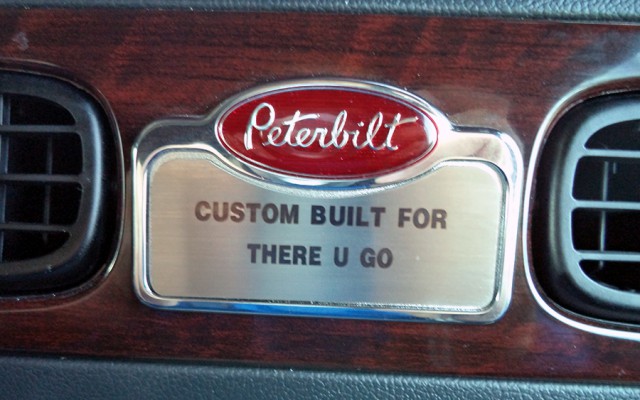 Peterbilt
CUSTOM BUILT FOR
THERE U GO